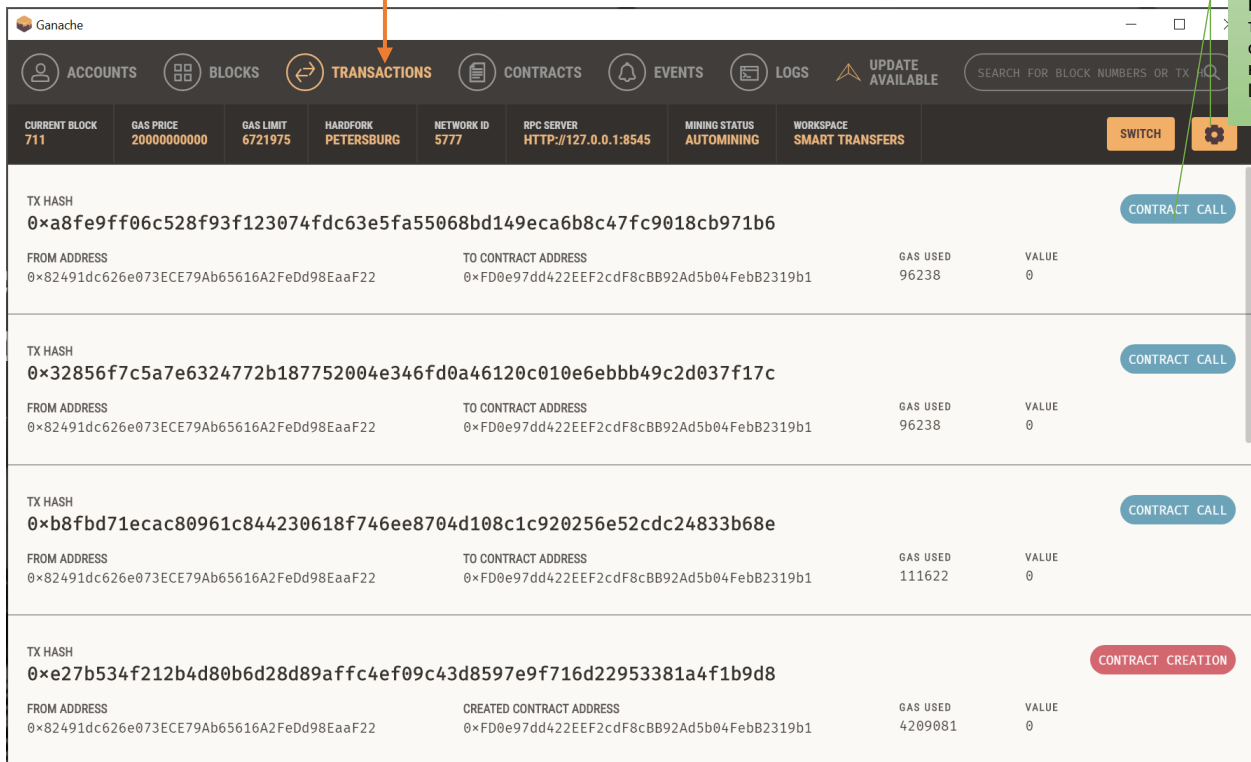 Ganache
ACCOUNTS BLOCKS TRANSACTIONS CONTRACTS EVENTS LOGS UPDATE AVAILABLE SEARCH FOR BLOCK NUMBERS OR TX
CURRENT BLOCK GAS PRICE GAS LIMIT HARDFORK NETWORK ID RPC SERVER MINING STATUS WORKSPACE
711 20000000000 6721975 PETERSBURG 5777 HTTP://127.0.0.1:8545 AUTOMINING SMART TRANSFERS SWITCH
TX HASH
0×a8fe9ff06c528f93f123074fdc63e5fa55068bd149eca6b8c47fc9018cb971b6 CONTRACT CALL
FROM ADDRESS TO CONTRACT ADDRESS GAS USED VALUE
0×82491dc626e073ECE79Ab65616A2FeDd98EaaF22 0×FD0e97dd422EEF2cdF8cBB92Ad5b04FebB2319b1 96238 0
TX HASH
0×32856f7c5a7e6324772b187752004e346fd0a46120c010e6ebbb49c2d037f17c CONTRACT CALL
FROM ADDRESS TO CONTRACT ADDRESS GAS USED VALUE
0×82491dc626e073ECE79Ab65616A2FeDd98EaaF22 0×FD0e97dd422EEF2cdF8cBB92Ad5b04FebB2319b1 96238 0
TX HASH
0×b8fbd71ecac80961c844230618f746ee8704d108c1c920256e52cdc24833b68e CONTRACT CALL
FROM ADDRESS TO CONTRACT ADDRESS GAS USED VALUE
0×82491dc626e073ECE79Ab65616A2FeDd98EaaF22 0×FD0e97dd422EEF2cdF8cBB92Ad5b04FebB2319b1 111622 0
TX HASH
0×e27b534f212b4d80b6d28d89affc4ef09c43d8597e9f716d22953381a4f1b9d8 CONTRACT CREATION
FROM ADDRESS CREATED CONTRACT ADDRESS GAS USED VALUE
0×82491dc626e073ECE79Ab65616A2FeDd98EaaF22 0×FD0e97dd422EEF2cdF8cBB92Ad5b04FebB2319b1 4209081 0